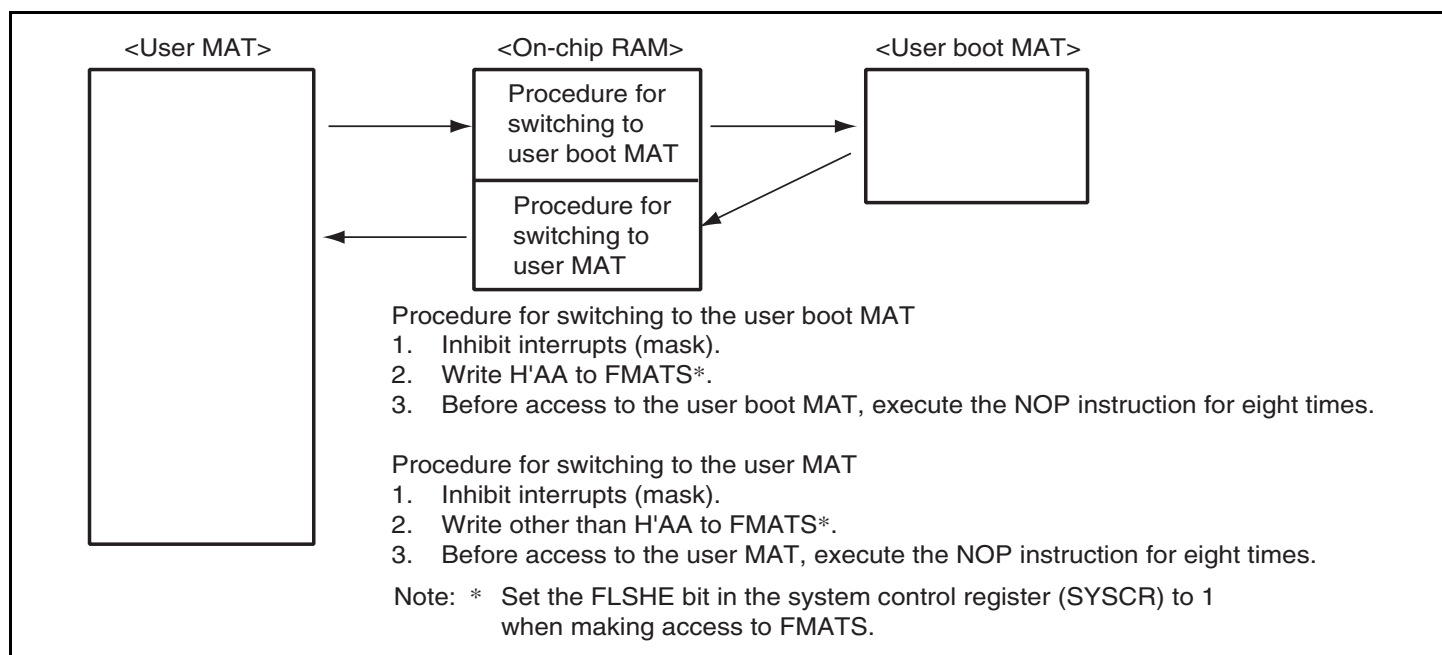 <User MAT>
<On-chip RAM>
<User boot MAT>
Procedure for
switching to
user boot MAT
Procedure for
switching to
user MAT
Procedure for switching to the user boot MAT
1. Inhibit interrupts (mask).
2. Write H'AA to FMATS*.
3. Before access to the user boot MAT, execute the NOP instruction for eight times.
Procedure for switching to the user MAT
1. Inhibit interrupts (mask).
2. Write other than H'AA to FMATS*.
3. Before access to the user MAT, execute the NOP instruction for eight times.
Note: * Set the FLSHE bit in the system control register (SYSCR) to 1
when making access to FMATS.